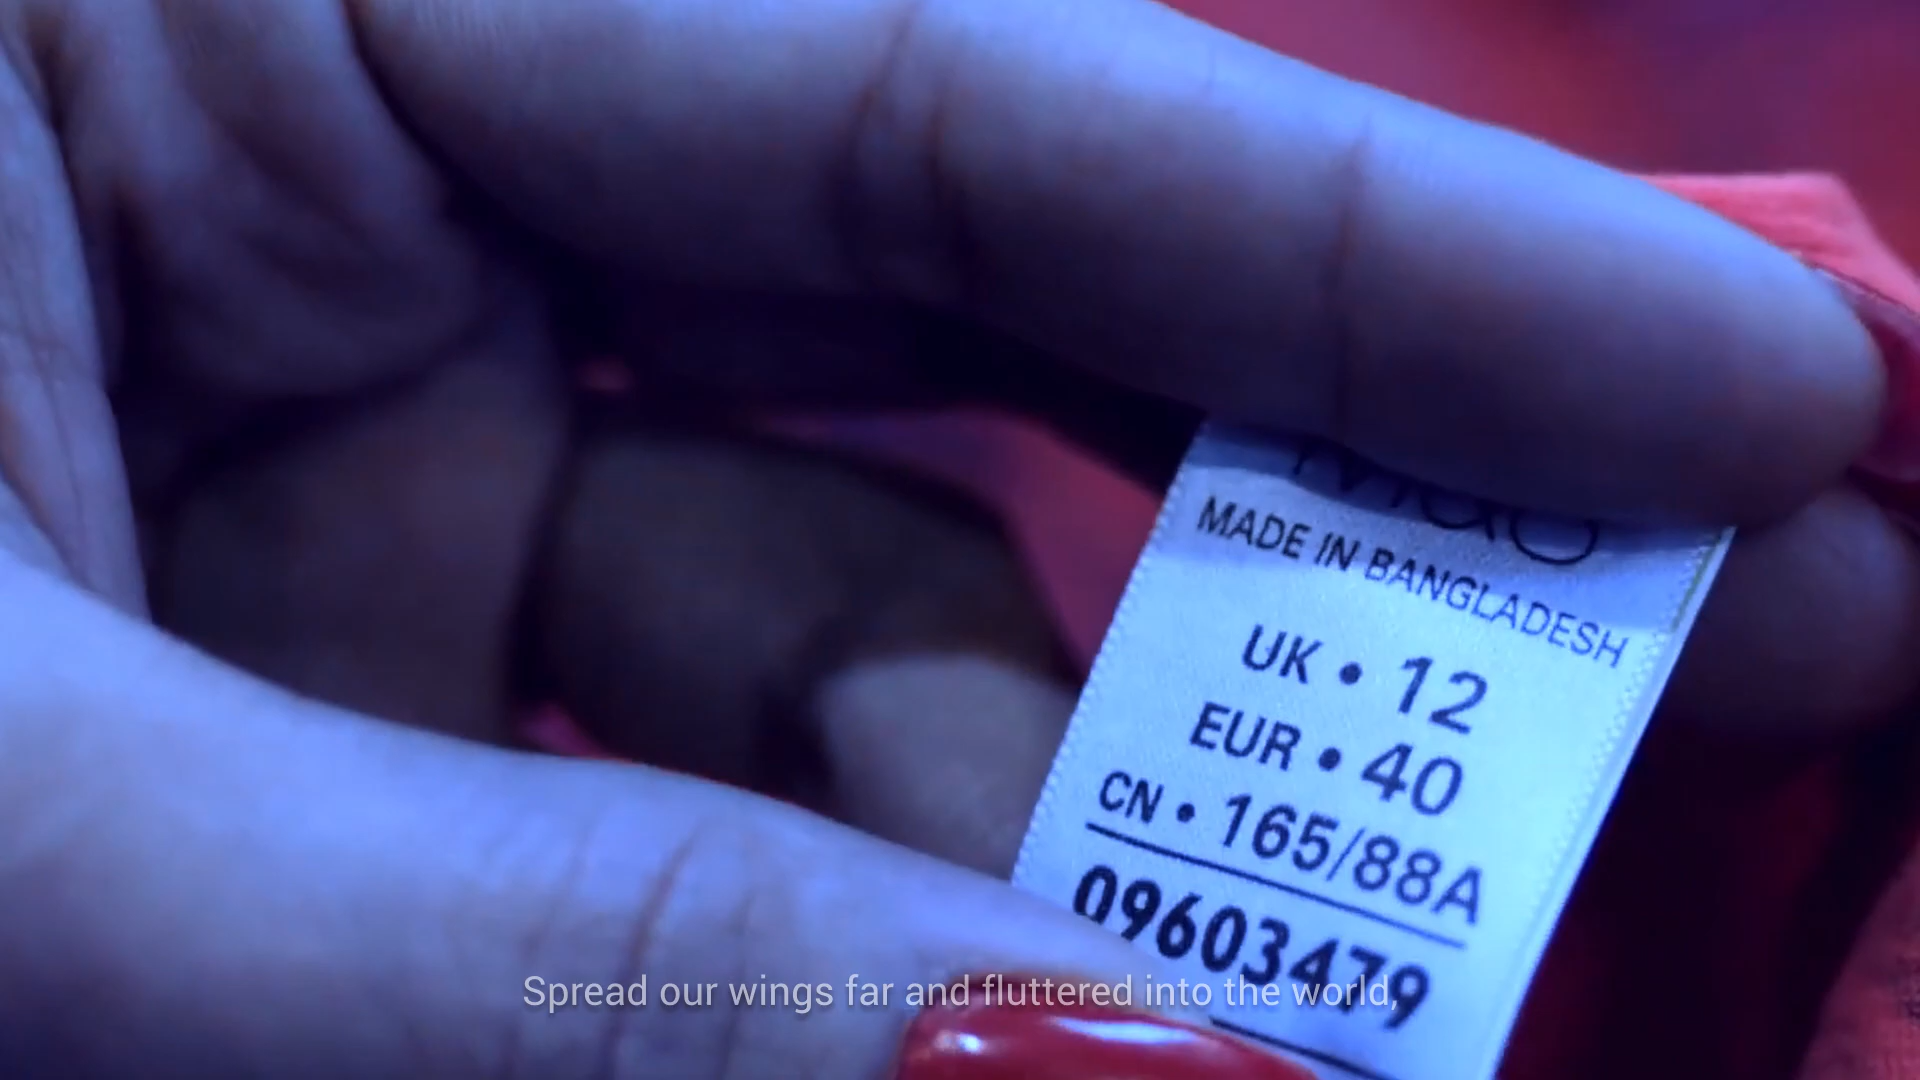 MADE IN BANGLADESH
UK • 12
EUR • 40
CN • 165/88A
09603479
Spread our wings far and fluttered into the world,